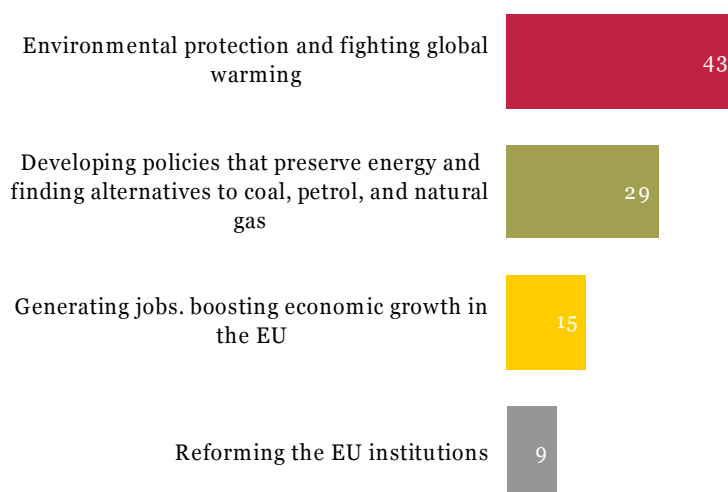 Environmental protection and fighting global
warming
43
Developing policies that preserve energy and
finding alternatives to coal, petrol, and natural
gas
29
Generating jobs. boosting economic growth in
the EU
15
Reforming the EU institutions
9